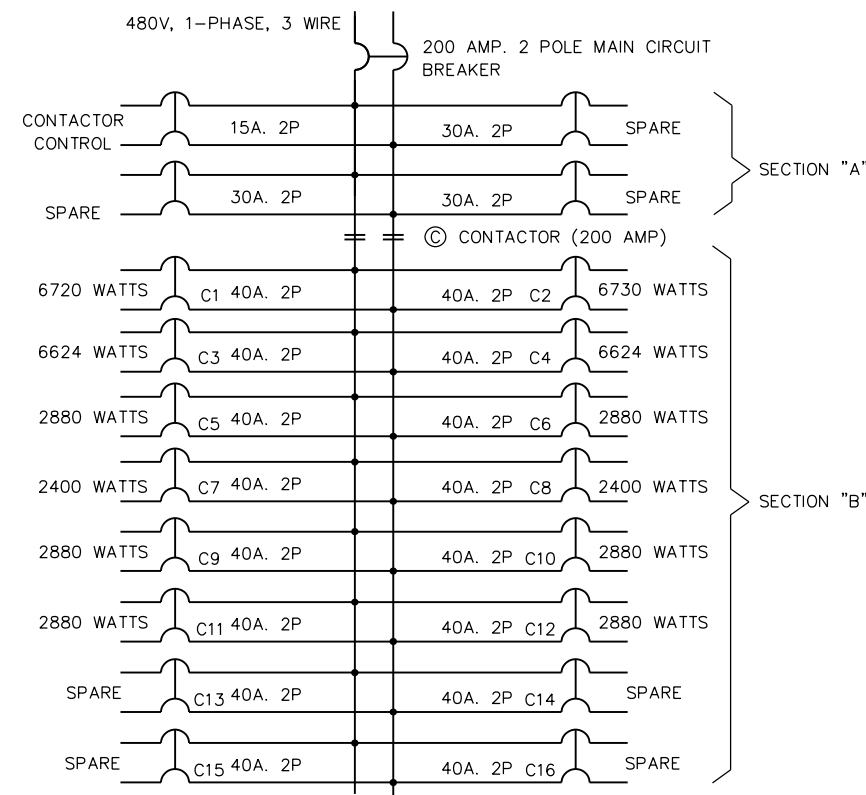 480V, 1-PHASE, 3 WIRE
200 AMP. 2 POLE MAIN CIRCUIT
BREAKER
CONTACTOR
CONTROL
15A. 2P
30A. 2P
SPARE
SPARE
30A. 2P
30A. 2P
SPARE
SECTION "A"
C CONTACTOR (200 AMP)
6720 WATTS C1 40A. 2P
40A. 2P C2 6730 WATTS
6624 WATTS C3 40A. 2P
40A. 2P C4 6624 WATTS
2880 WATTS C5 40A. 2P
40A. 2P C6 2880 WATTS
2400 WATTS C7 40A. 2P
40A. 2P C8 2400 WATTS
2880 WATTS C9 40A. 2P
40A. 2P C10 2880 WATTS
2880 WATTS C11 40A. 2P
40A. 2P C12 2880 WATTS
SPARE C13 40A. 2P
40A. 2P C14 SPARE
SPARE C15 40A. 2P
40A. 2P C16 SPARE
SECTION "B"